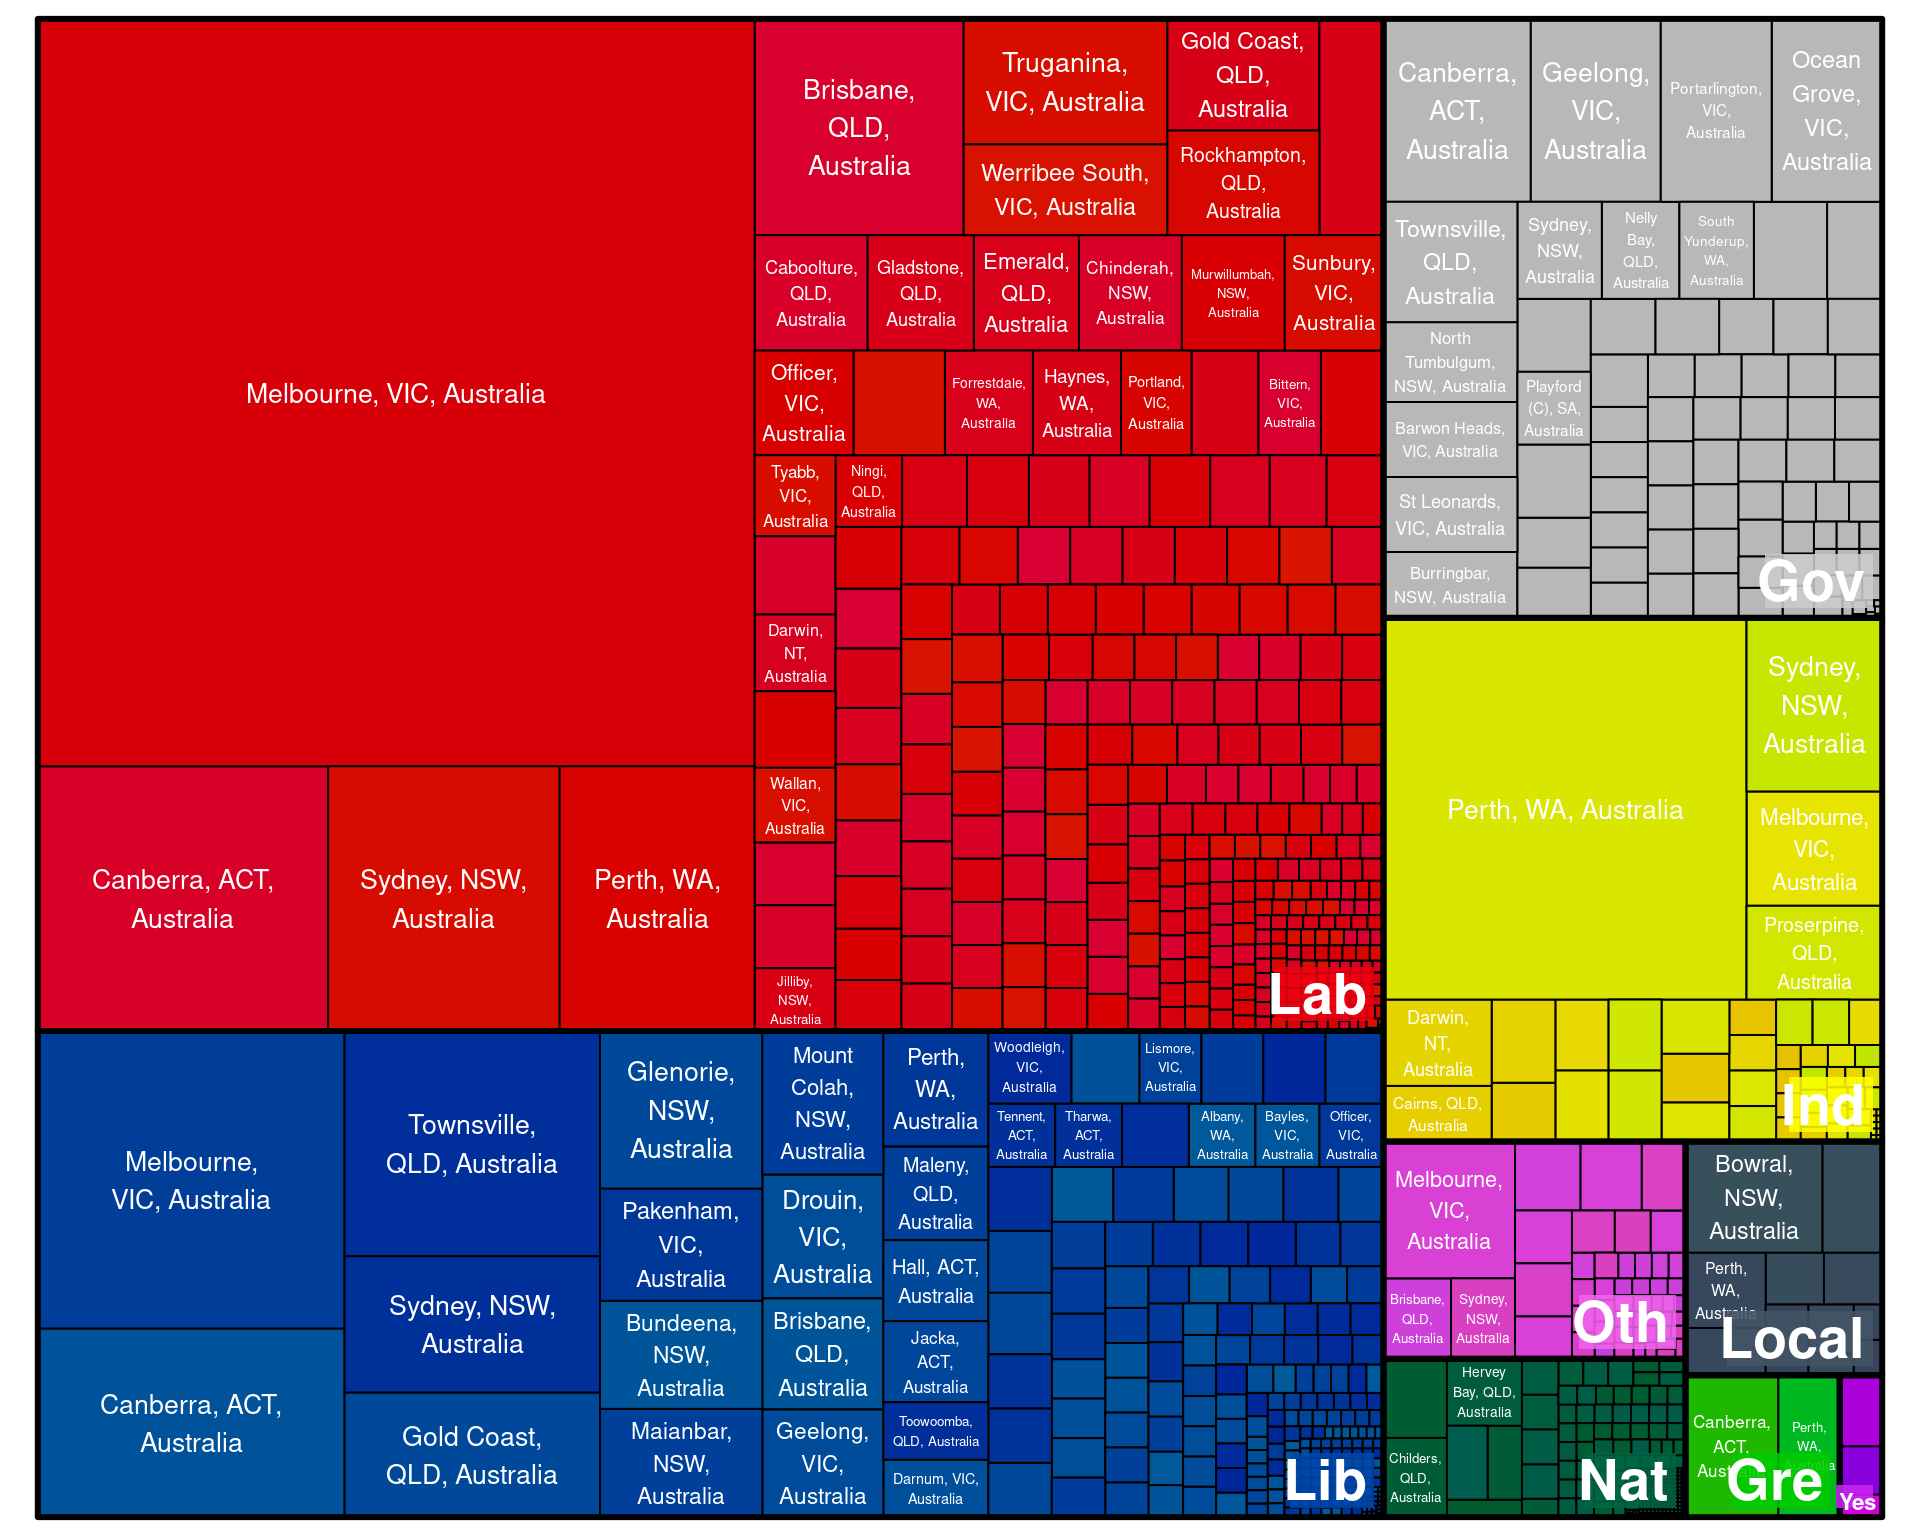 Melbourne, VIC, Australia
Canberra, ACT,
Australia
Sydney, NSW,
Australia
Perth, WA,
Australia
Brisbane,
QLD,
Australia
Truganina,
VIC, Australia
Werribee South,
VIC, Australia
Gold Coast,
QLD,
Australia
Rockhampton,
QLD,
Australia
Caboolture,
QLD,
Australia
Gladstone,
QLD,
Australia
Emerald,
QLD,
Australia
Chinderah,
NSW,
Australia
Murwillumbah,
NSW,
Australia
Sunbury,
VIC,
Australia
Officer,
VIC,
Australia
Forrestdale,
WA,
Australia
Haynes,
WA,
Australia
Portland,
VIC,
Australia
Bittern,
VIC,
Australia
Tyabb,
VIC,
Australia
Ningi,
QLD,
Australia
Darwin,
NT,
Australia
Wallan,
VIC,
Australia
Jilliby,
NSW,
Australia
Lab
Melbourne,
VIC, Australia
Canberra, ACT,
Australia
Townsville,
QLD, Australia
Sydney, NSW,
Australia
Gold Coast,
QLD, Australia
Glenorie,
NSW,
Australia
Pakenham,
VIC,
Australia
Bundeena,
NSW,
Australia
Maianbar,
NSW,
Australia
Mount
Colah,
NSW,
Australia
Drouin,
VIC,
Australia
Brisbane,
QLD,
Australia
Geelong,
VIC,
Australia
Perth,
WA,
Australia
Maleny,
QLD,
Australia
Hall, ACT,
Australia
Jacka,
ACT,
Australia
Toowoomba,
QLD, Australia
Darnum, VIC,
Australia
Woodleigh,
VIC,
Australia
Lismore,
VIC,
Australia
Tennent,
ACT,
Australia
Tharwa,
ACT,
Australia
Albany,
WA,
Australia
Bayles,
VIC,
Australia
Officer,
VIC,
Australia
Lib
Canberra,
ACT,
Australia
Geelong,
VIC,
Australia
Portarlington,
VIC,
Australia
Ocean
Grove,
VIC,
Australia
Townsville,
QLD,
Australia
Sydney,
NSW,
Australia
Nelly
Bay,
QLD,
Australia
South
Yunderup,
WA,
Australia
North
Tumbulgum,
NSW, Australia
Playford
(C), SA,
Australia
Barwon Heads,
VIC, Australia
St Leonards,
VIC, Australia
Burringbar,
NSW, Australia
Gov
Perth, WA, Australia
Sydney,
NSW,
Australia
Melbourne,
VIC,
Australia
Proserpine,
QLD,
Australia
Darwin,
NT,
Australia
Cairns, QLD,
Australia
Ind
Melbourne,
VIC,
Australia
Brisbane,
QLD,
Australia
Sydney,
NSW,
Australia
Oth
Bowral,
NSW,
Australia
Perth,
WA,
Australia
Local
Hervey
Bay, QLD,
Australia
Childers,
QLD,
Australia
Nat
Canberra,
ACT,
Australia
Perth,
WA,
Australia
Gre
Yes